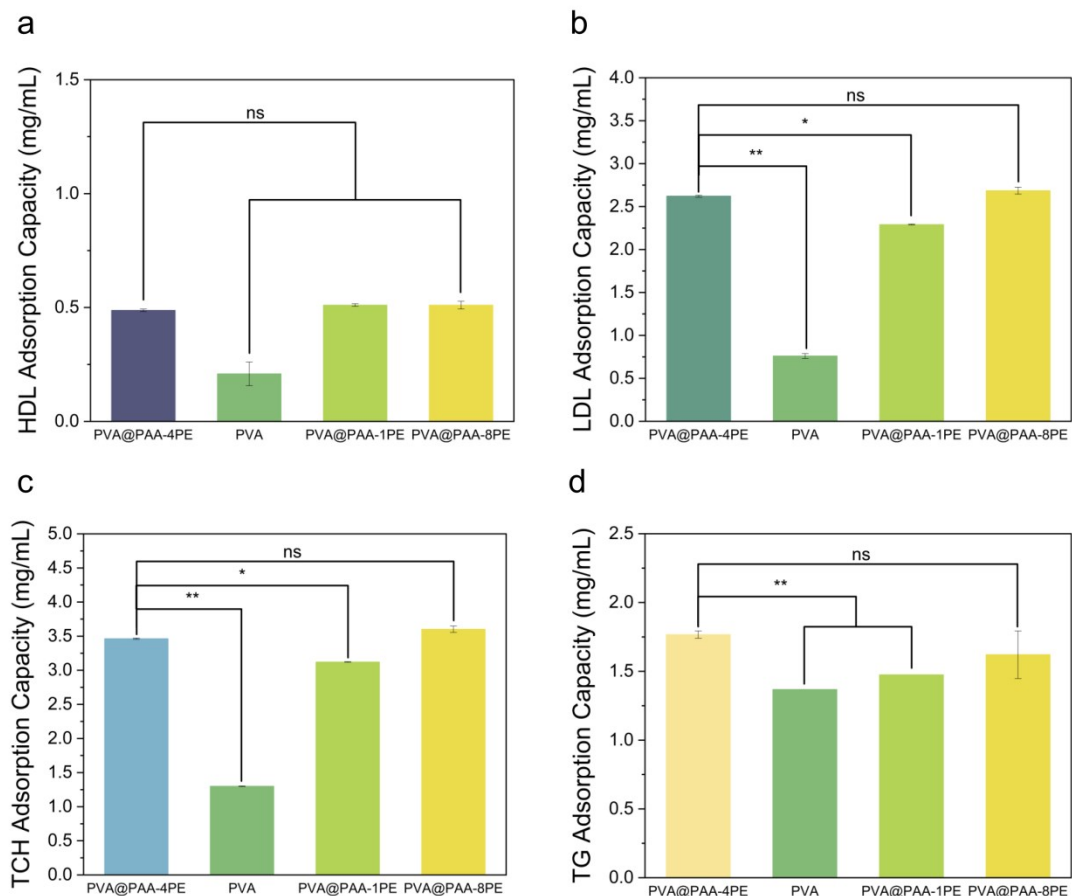 a
HDL Adsorption Capacity (mg/mL)
1.5
1.0
0.5
0.0
ns
PVA@PAA-4PE PVA PVA@PAA-1PE PVA@PAA-8PE
b
LDL Adsorption Capacity (mg/mL)
4.0
3.5
3.0
2.5
2.0
1.5
1.0
0.5
0.0
ns
*
**
PVA@PAA-4PE PVA PVA@PAA-1PE PVA@PAA-8PE
c
TCH Adsorption Capacity (mg/mL)
5.0
4.5
4.0
3.5
3.0
2.5
2.0
1.5
1.0
0.5
0.0
ns
*
**
PVA@PAA-4PE PVA PVA@PAA-1PE PVA@PAA-8PE
d
TG Adsorption Capacity (mg/mL)
2.5
2.0
1.5
1.0
0.5
0.0
ns
**
PVA@PAA-4PE PVA PVA@PAA-1PE PVA@PAA-8PE